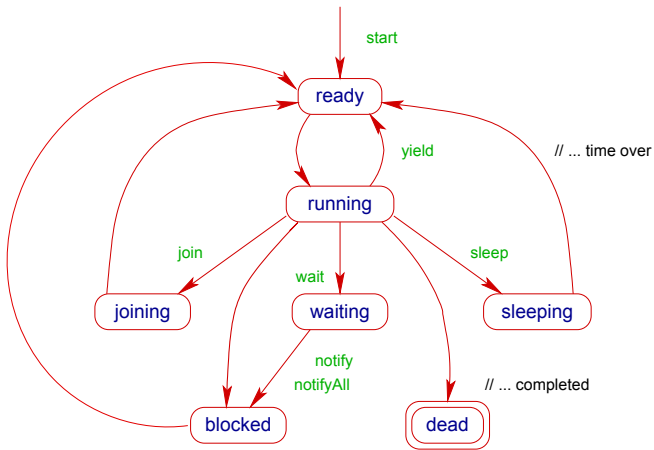 start
ready
yield
// ... time over
running
join
sleep
wait
joining
waiting
sleeping
notify
notifyAll
// ... completed
blocked
dead